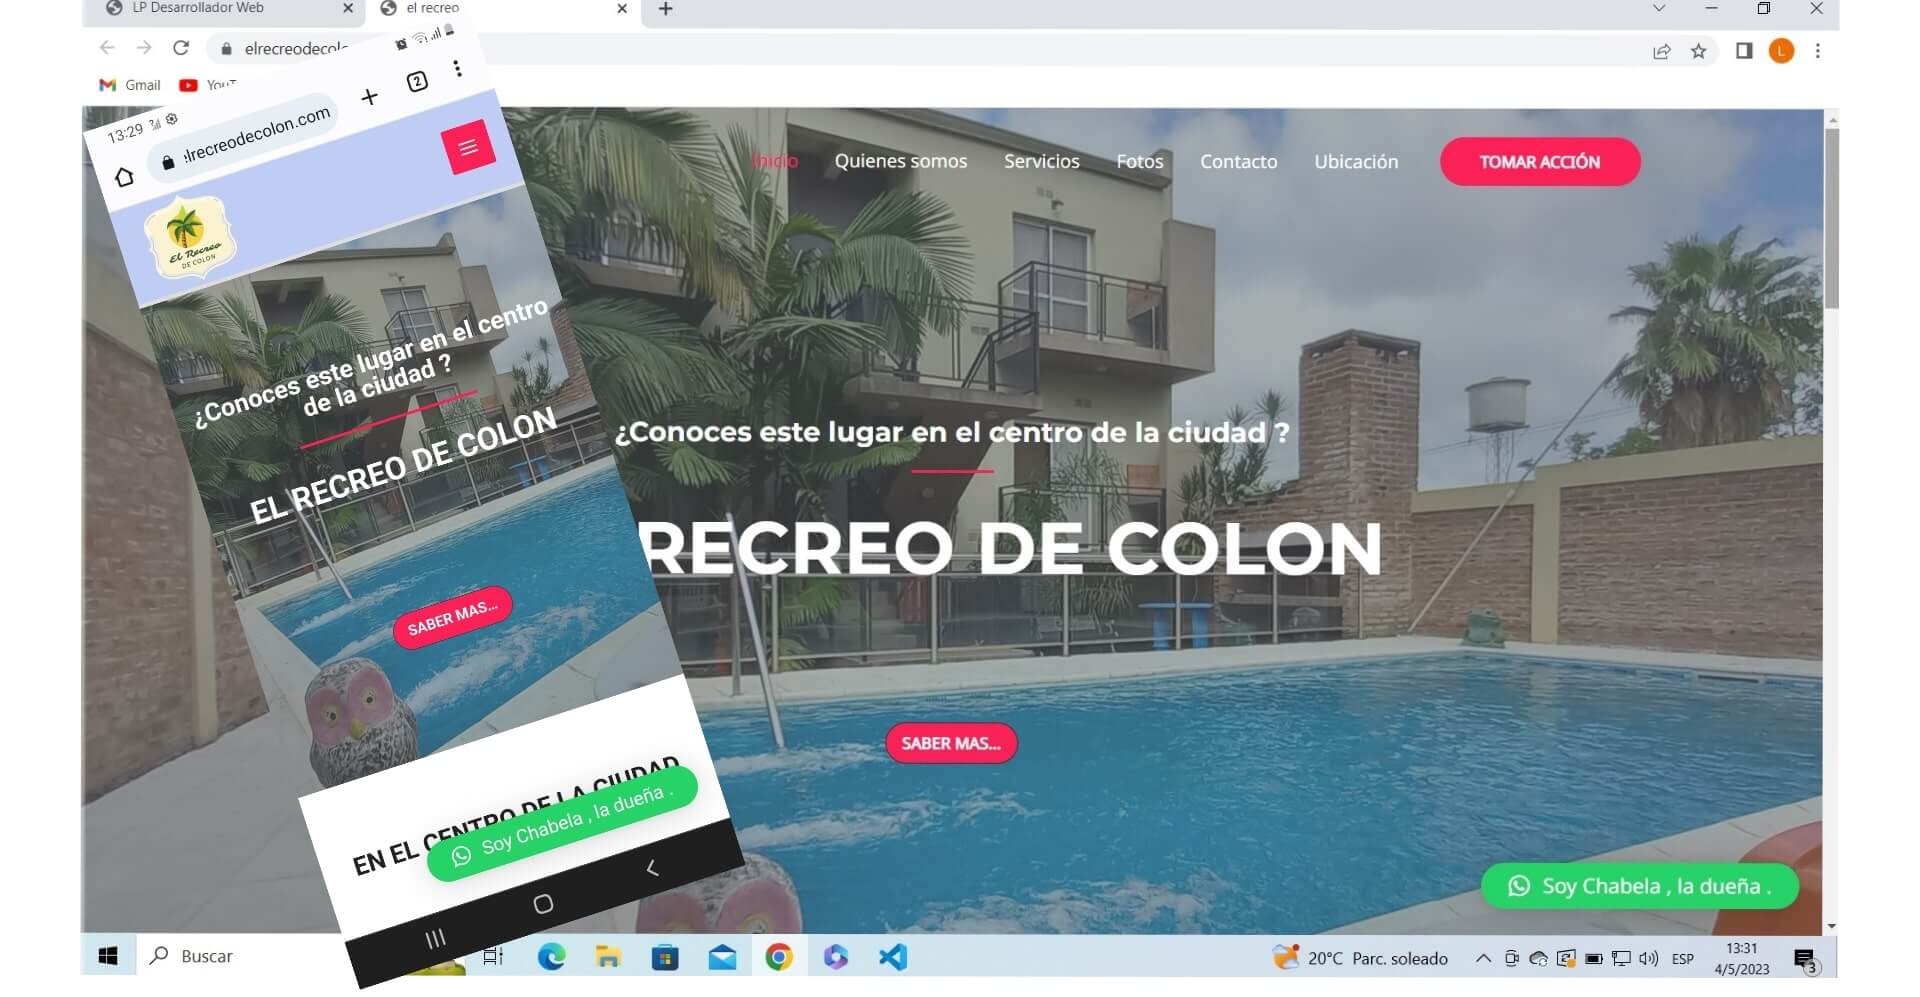 LP Desarrollador Web
el recreo
elrecreodecolo
Gmail
YouT
Inicio
Quienes somos
Servicios
Fotos
Contacto
Ubicación
TOMAR ACCIÓN
¿Conoces este lugar en el centro de la ciudad ?
RECREO DE COLON
SABER MAS...
Soy Chabela , la dueña .
13:29
2
elrecreodecolon.com
El Recreo
DE COLON
¿Conoces este lugar en el centro
de la ciudad ?
EL RECREO DE COLON
SABER MAS...
EN EL CENTRO DE LA CIUDAD
Soy Chabela , la dueña .
Buscar
20°C Parc. soleado
ESP
13:31
4/5/2023
3
L